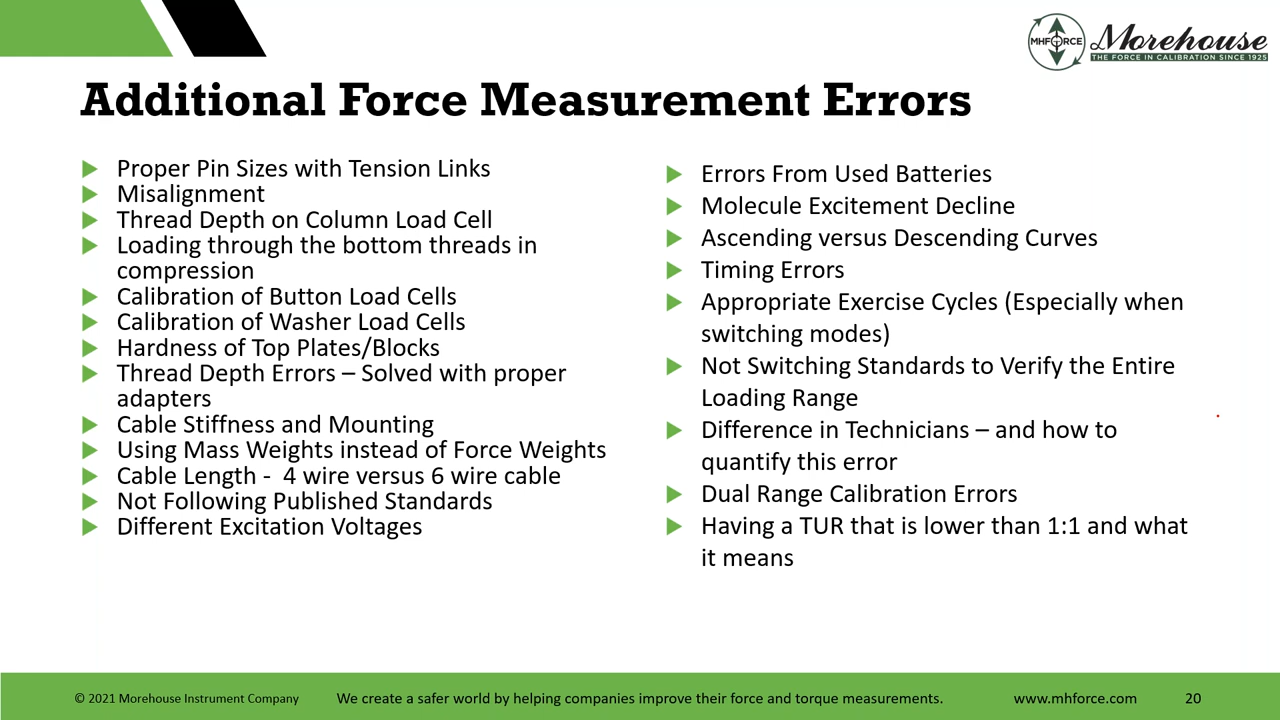 MHFORCE
Morehouse
THE FORCE IN CALIBRATION SINCE 1925
Additional Force Measurement Errors
Proper Pin Sizes with Tension Links
Misalignment
Thread Depth on Column Load Cell
Loading through the bottom threads in
compression
Calibration of Button Load Cells
Calibration of Washer Load Cells
Hardness of Top Plates/Blocks
Thread Depth Errors – Solved with proper
adapters
Cable Stiffness and Mounting
Using Mass Weights instead of Force Weights
Cable Length - 4 wire versus 6 wire cable
Not Following Published Standards
Different Excitation Voltages
Errors From Used Batteries
Molecule Excitement Decline
Ascending versus Descending Curves
Timing Errors
Appropriate Exercise Cycles (Especially when
switching modes)
Not Switching Standards to Verify the Entire
Loading Range
Difference in Technicians – and how to
quantify this error
Dual Range Calibration Errors
Having a TUR that is lower than 1:1 and what
it means
© 2021 Morehouse Instrument Company
We create a safer world by helping companies improve their force and torque measurements.
www.mhforce.com
20